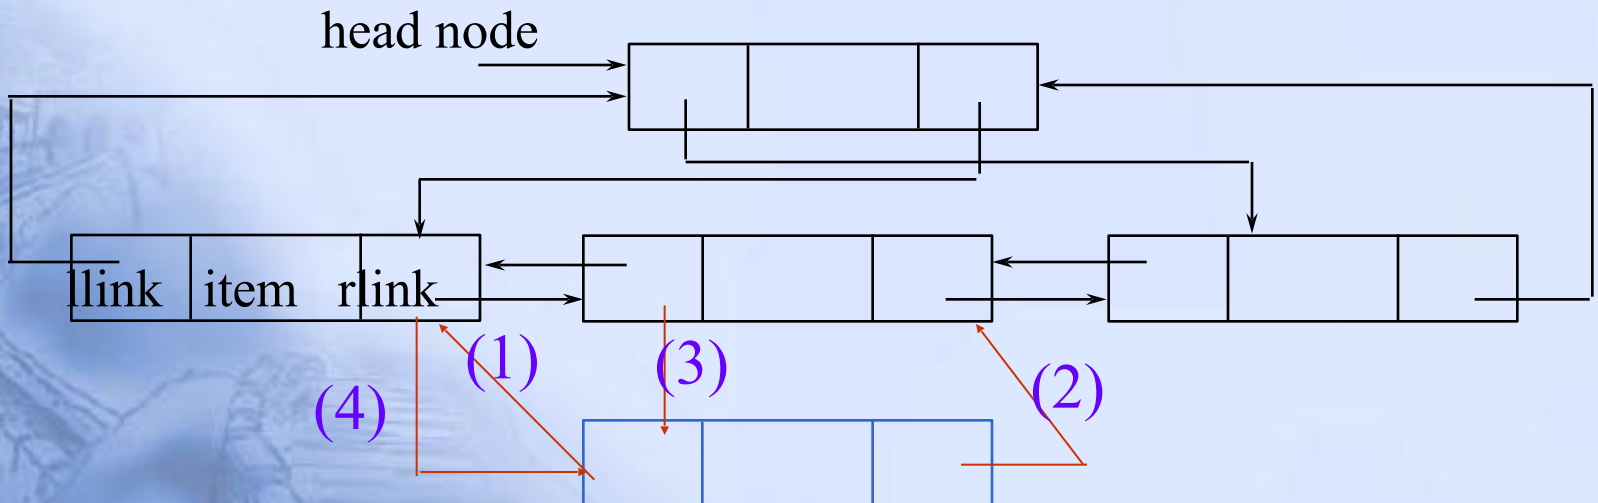 head node
llink item rlink
(1)
(3)
(2)
(4)